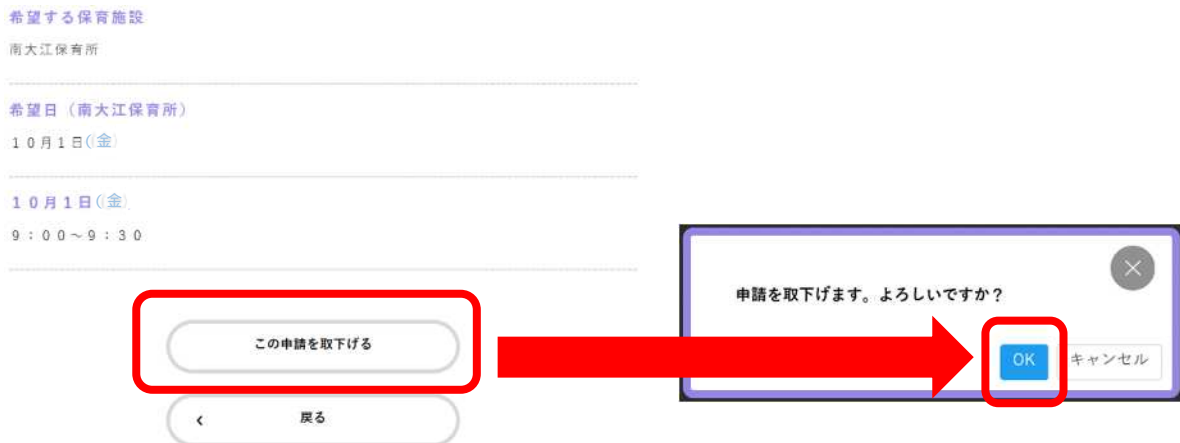 希望する保育施設
南大江保育所
希望日（南大江保育所）
１０月１日(金)
１０月１日(金)
９：００～９：３０
この申請を取下げる
戻る
申請を取下げます。よろしいですか？
OK
キャンセル